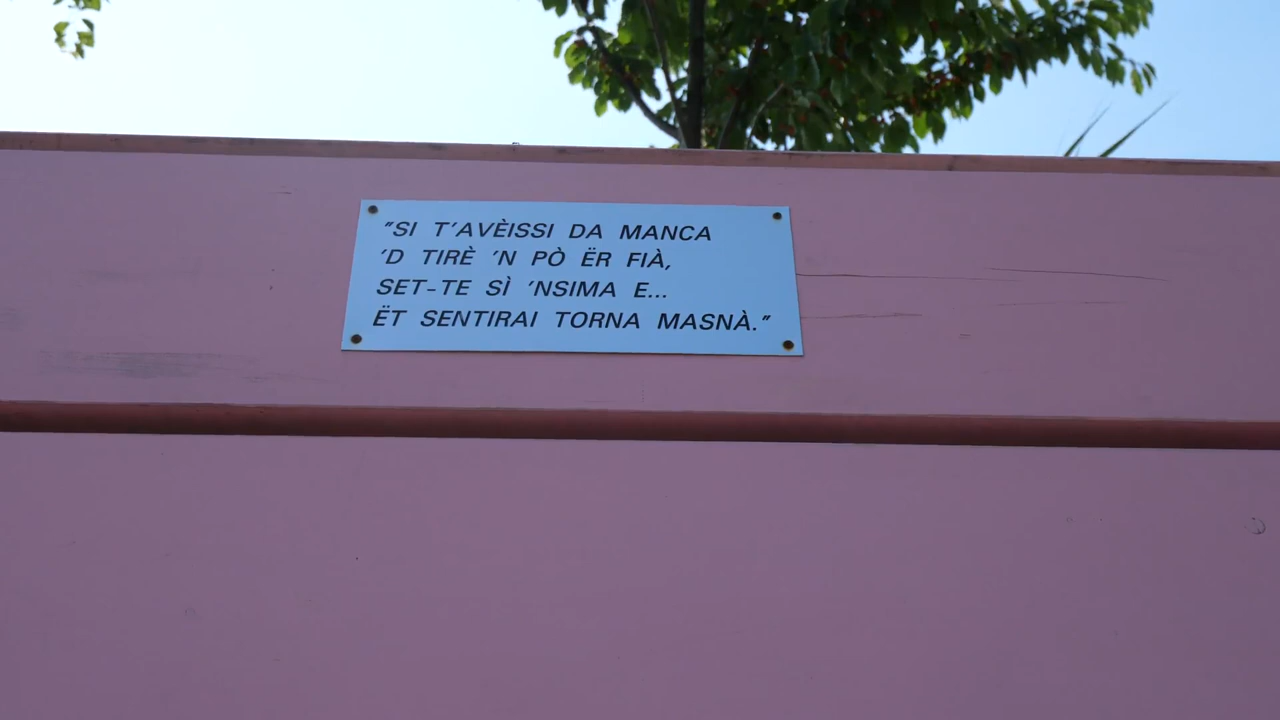 "SI T'AVÈISSI DA MANCA
'D TIRÈ 'N PÒ ËR FIÀ,
SET-TE SÌ 'NSIMA E...
ËT SENTIRAI TORNA MASNÀ."